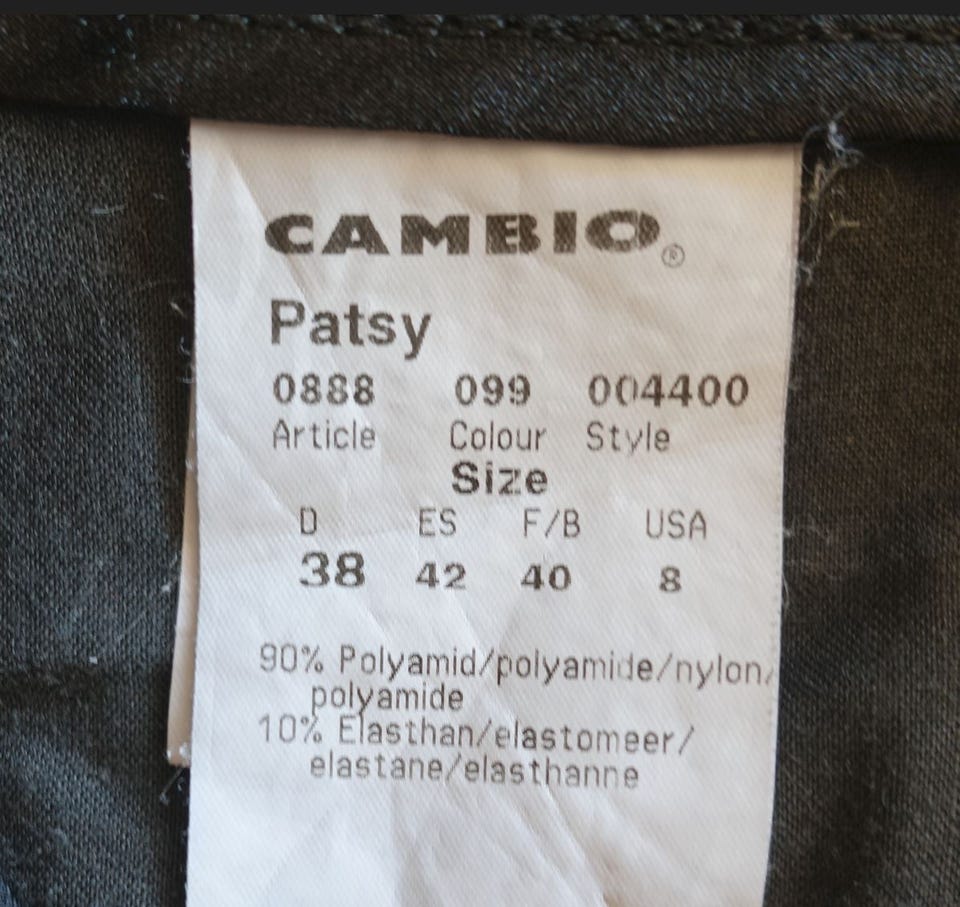 CAMBIO®
Patsy
0888 099 004400
Article Colour Style
Size
D ES F/B USA
38 42 40 8
90% Polyamid/polyamide/nylon/
polyamide
10% Elasthan/elastomeer/
elastane/elasthanne